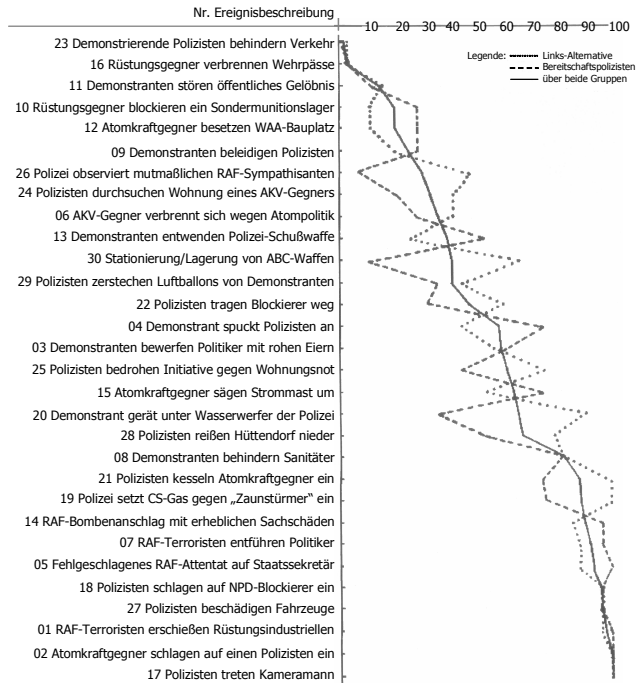 Nr. Ereignisbeschreibung
10 20 30 40 50 60 70 80 90 100
Legende: Links-Alternative
Bereitschaftspolizisten
über beide Gruppen
23 Demonstrierende Polizisten behindern Verkehr
16 Rüstungsgegner verbrennen Wehrpässe
11 Demonstranten stören öffentliches Gelöbnis
10 Rüstungsgegner blockieren ein Sondermunitionslager
12 Atomkraftgegner besetzen WAA-Bauplatz
09 Demonstranten beleidigen Polizisten
26 Polizei observiert mutmaßlichen RAF-Sympathisanten
24 Polizisten durchsuchen Wohnung eines AKV-Gegners
06 AKV-Gegner verbrennt sich wegen Atompolitik
13 Demonstranten entwenden Polizei-Schußwaffe
30 Stationierung/Lagerung von ABC-Waffen
29 Polizisten zerstechen Luftballons von Demonstranten
22 Polizisten tragen Blockierer weg
04 Demonstrant spuckt Polizisten an
03 Demonstranten bewerfen Politiker mit rohen Eiern
25 Polizisten bedrohen Initiative gegen Wohnungsnot
15 Atomkraftgegner sägen Strommast um
20 Demonstrant gerät unter Wasserwerfer der Polizei
28 Polizisten reißen Hüttendorf nieder
08 Demonstranten behindern Sanitäter
21 Polizisten kesseln Atomkraftgegner ein
19 Polizei setzt CS-Gas gegen „Zaunstürmer“ ein
14 RAF-Bombenanschlag mit erheblichen Sachschäden
07 RAF-Terroristen entführen Politiker
05 Fehlgeschlagenes RAF-Attentat auf Staatssekretär
18 Polizisten schlagen auf NPD-Blockierer ein
27 Polizisten beschädigen Fahrzeuge
01 RAF-Terroristen erschießen Rüstungsindustriellen
02 Atomkraftgegner schlagen auf einen Polizisten ein
17 Polizisten treten Kameramann